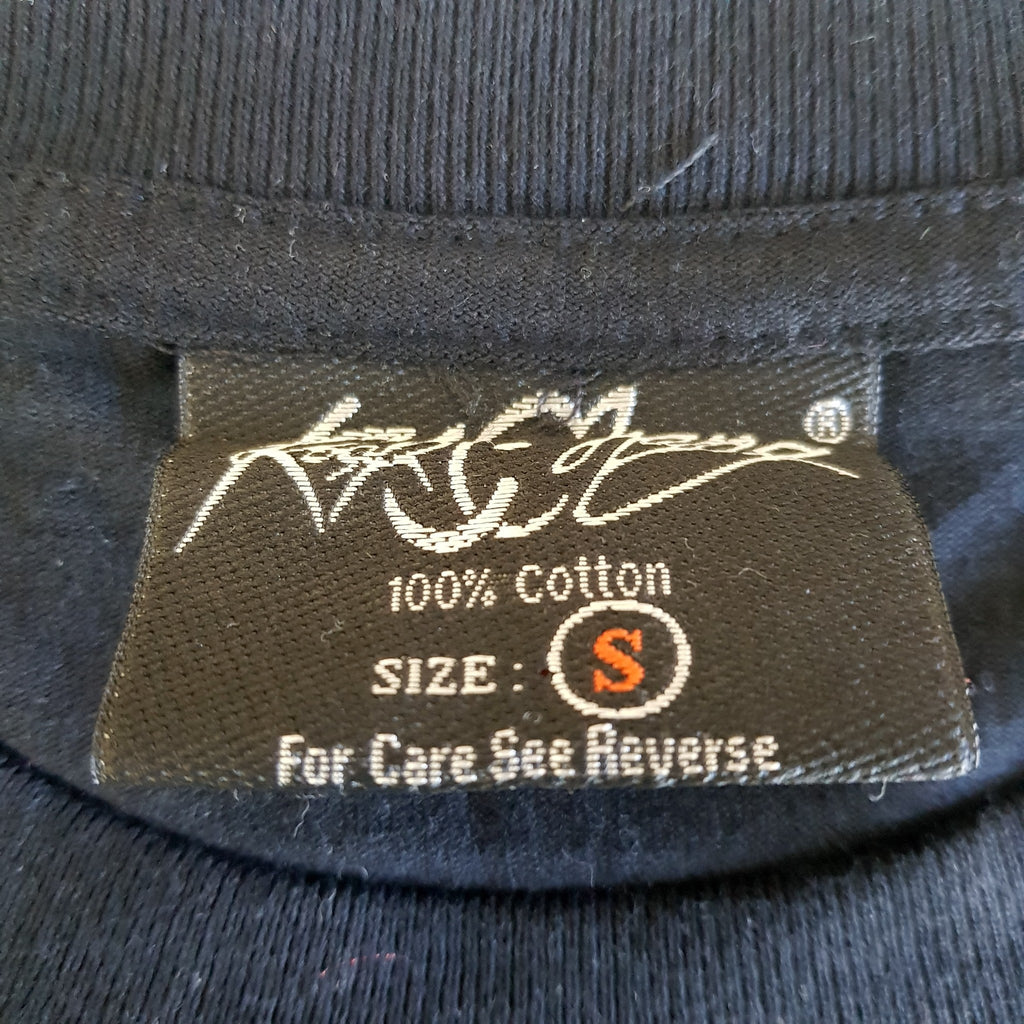 ®
100% Cotton
SIZE : S
For Care See Reverse